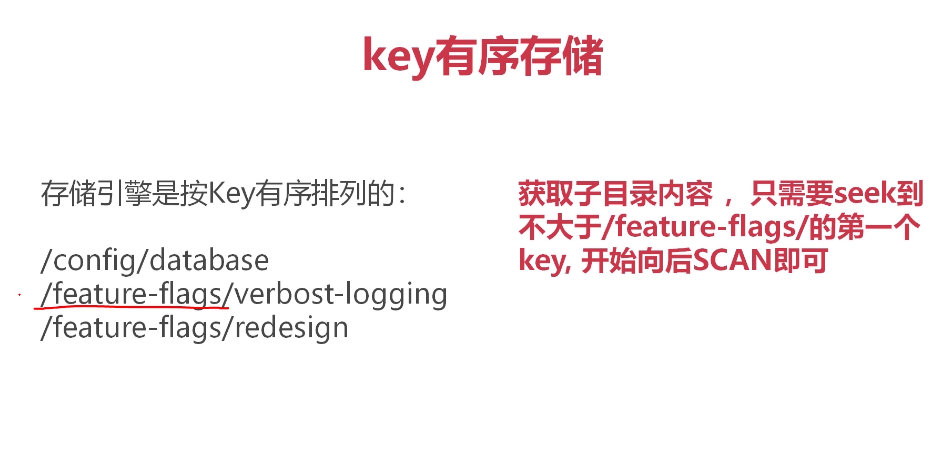 key有序存储
存储引擎是按Key有序排列的：
/config/database
/feature-flags/verbost-logging
/feature-flags/redesign
获取子目录内容 ，只需要seek到
不大于/feature-flags/的第一个
key, 开始向后SCAN即可